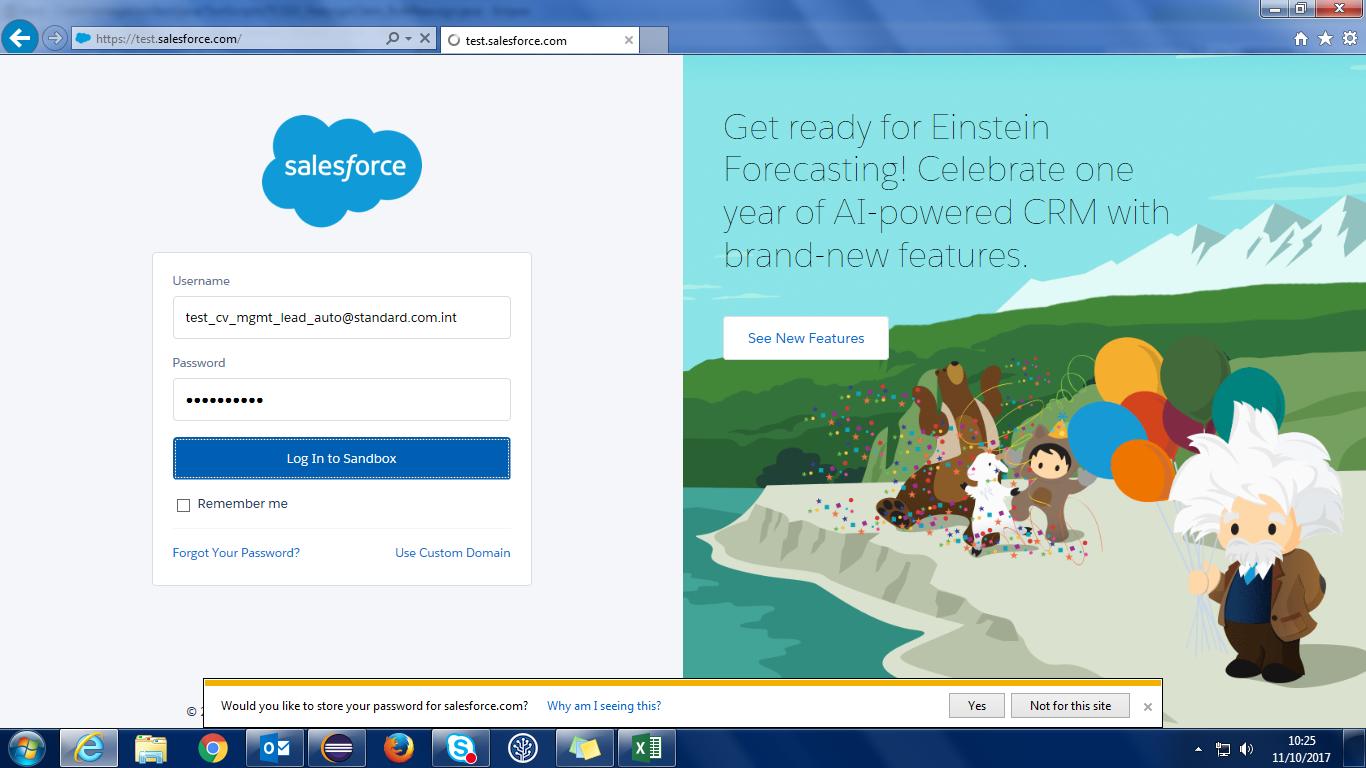 https://test.salesforce.com/
test.salesforce.com
salesforce
Username
test_cv_mgmt_lead_auto@standard.com.int
Password
Log In to Sandbox
Remember me
Forgot Your Password?
Use Custom Domain
Get ready for Einstein
Forecasting! Celebrate one
year of AI-powered CRM with
brand-new features.
See New Features
©
Would you like to store your password for salesforce.com?
Why am I seeing this?
Yes
Not for this site
10:25
11/10/2017